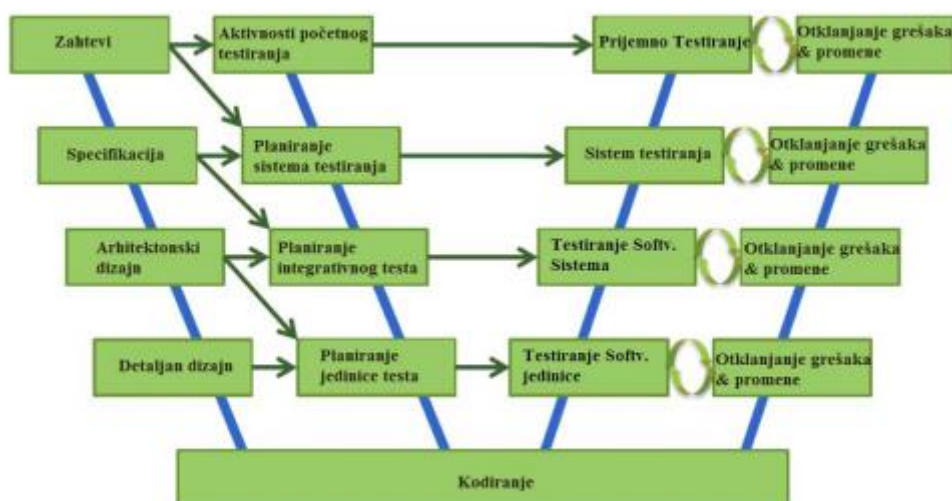 Zahtevi
Aktivnosti početnog
testiranja
Prijemno Testiranje
Otklanjanje grešaka
& promene
Specifikacija
Planiranje
sistema testiranja
Sistem testiranja
Otklanjanje grešaka
& promene
Arhitektonski
dizajn
Planiranje
integrativnog testa
Testiranje Softv.
Sistema
Otklanjanje grešaka
& promene
Detaljan dizajn
Planiranje
jedinice testa
Testiranje Softv.
jedinice
Otklanjanje grešaka
& promene
Kodiranje